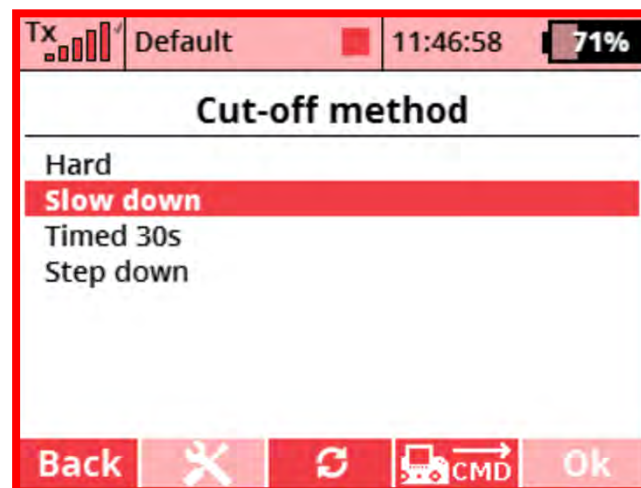 Tx Default 11:46:58 71%
Cut-off method
Hard
Slow down
Timed 30s
Step down
Back CMD Ok